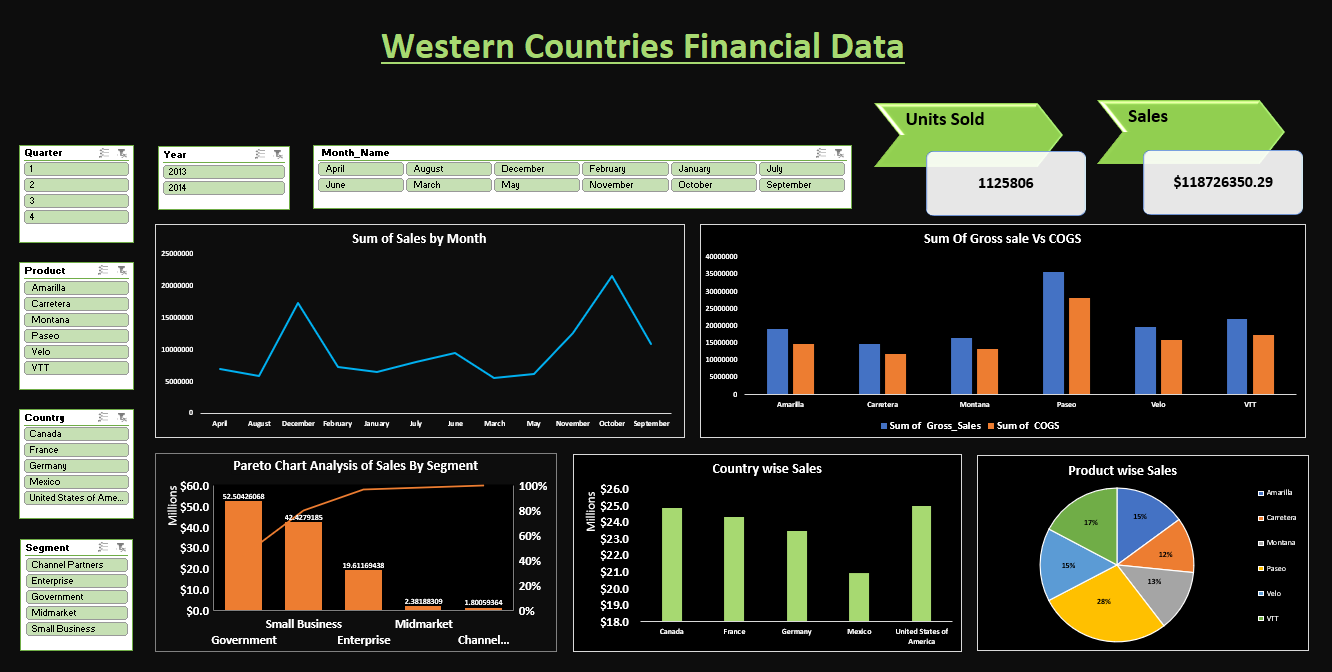 Western Countries Financial Data
Units Sold
1125806
Sales
$118726350.29
Quarter
1
2
3
4
Year
2013
2014
Month_Name
April August December February January July
June March May November October September
Product
Amarilla
Carretera
Montana
Paseo
Velo
VTT
Country
Canada
France
Germany
Mexico
United States of Ame...
Segment
Channel Partners
Enterprise
Government
Midmarket
Small Business
Sum of Sales by Month
25000000
20000000
15000000
10000000
5000000
0
April August December February January July June March May November October September
Sum Of Gross sale Vs COGS
40000000
35000000
30000000
25000000
20000000
15000000
10000000
5000000
0
Amarilla Carretera Montana Paseo Velo VTT
Sum of Gross_Sales Sum of COGS
Pareto Chart Analysis of Sales By Segment
Millions
$60.0
$50.0
$40.0
$30.0
$20.0
$10.0
$0.0
52.50426068
42.4279185
19.61169438
2.38188309
1.80059364
100%
80%
60%
40%
20%
0%
Small Business Midmarket
Government Enterprise Channel...
Country wise Sales
Millions
$26.0
$25.0
$24.0
$23.0
$22.0
$21.0
$20.0
$19.0
$18.0
Canada France Germany Mexico United States of
America
Product wise Sales
15%
12%
13%
28%
15%
17%
Amarilla
Carretera
Montana
Paseo
Velo
VTT